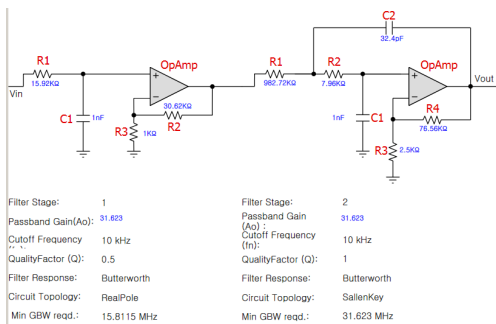 C2
32.4pF
R1
OpAmp
R1
R2
OpAmp
15.92KΩ
982.72KΩ
7.96KΩ
Vin
Vout
30.62KΩ
R4
C1
1nF
R2
1nF
C1
76.56KΩ
R3
1KΩ
R3
2.5KΩ
Filter Stage:
1
Filter Stage:
2
Passband Gain(Ao):
31.623
Passband Gain
(Ao) :
31.623
Cutoff Frequency
10 kHz
Cutoff Frequency
(fn):
10 kHz
QualityFactor (Q):
0.5
QualityFactor (Q):
1
Filter Response:
Butterworth
Filter Response:
Butterworth
Circuit Topology:
RealPole
Circuit Topology:
SallenKey
Min GBW reqd.:
15.8115 MHz
Min GBW reqd.:
31.623 MHz